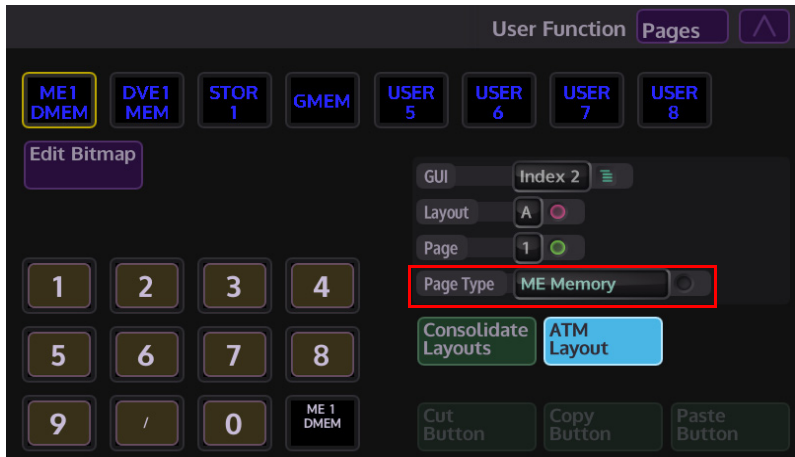 User Function Pages
ME1 DMEM
DVE1 MEM
STOR 1
GMEM
USER 5
USER 6
USER 7
USER 8
Edit Bitmap
GUI Index 2
Layout A
Page 1
Page Type ME Memory
1 2 3 4
5 6 7 8
9 / 0 ME 1 DMEM
Consolidate Layouts
ATM Layout
Cut Button
Copy Button
Paste Button